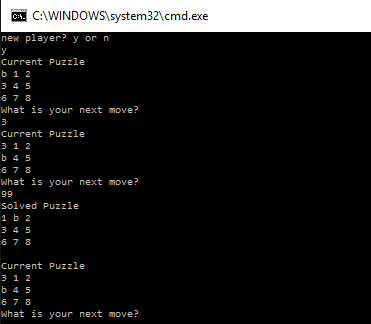 C:\WINDOWS\system32\cmd.exe
new player? y or n
y
Current Puzzle
b 1 2
3 4 5
6 7 8
What is your next move?
3
Current Puzzle
3 1 2
b 4 5
6 7 8
What is your next move?
99
Solved Puzzle
1 b 2
3 4 5
6 7 8
Current Puzzle
3 1 2
b 4 5
6 7 8
What is your next move?